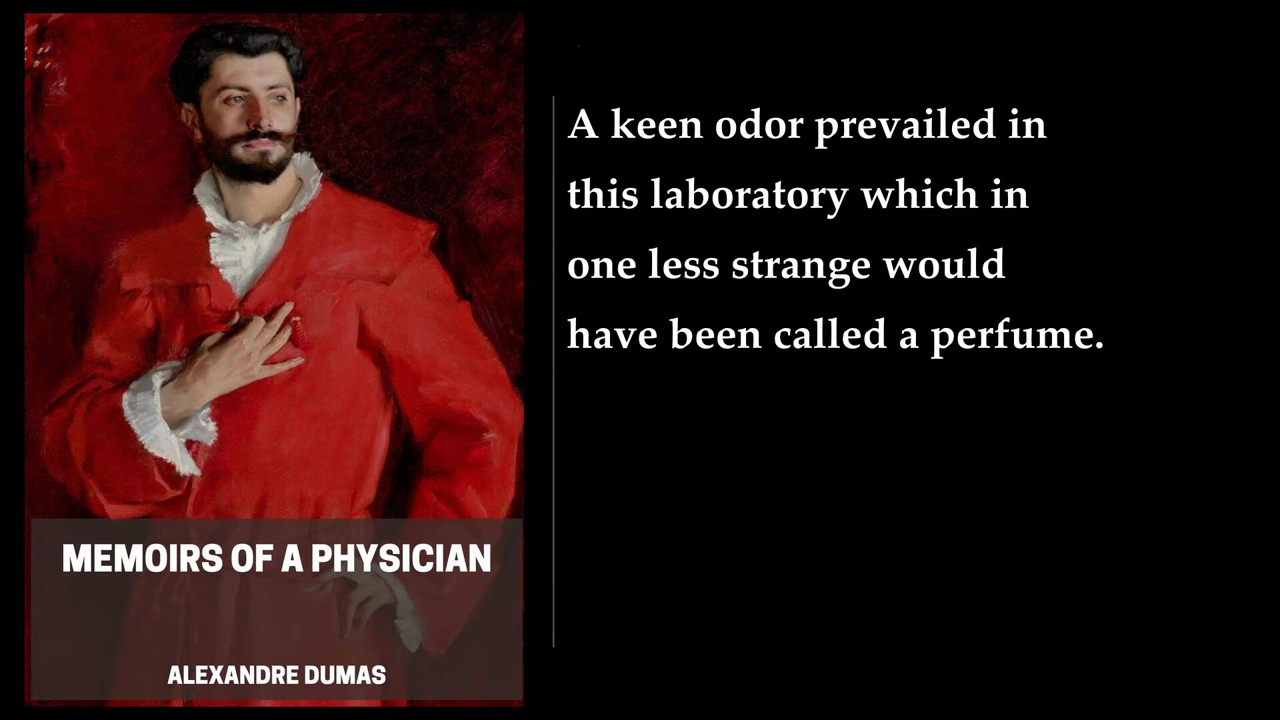 A keen odor prevailed in
this laboratory which in
one less strange would
have been called a perfume.
MEMOIRS OF A PHYSICIAN
ALEXANDRE DUMAS